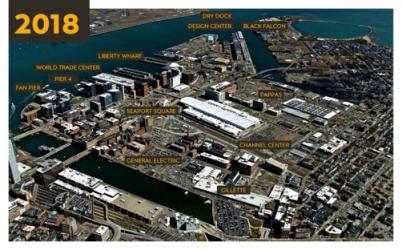 2018
DRY DOCK
DESIGN CENTER
BLACK FALCON
LIBERTY WHARF
WORLD TRADE CENTER
PIER 4
FAN PIER
SEAPORT SQUARE
PAPPAS
CHANNEL CENTER
GENERAL ELECTRIC
GILLETTE